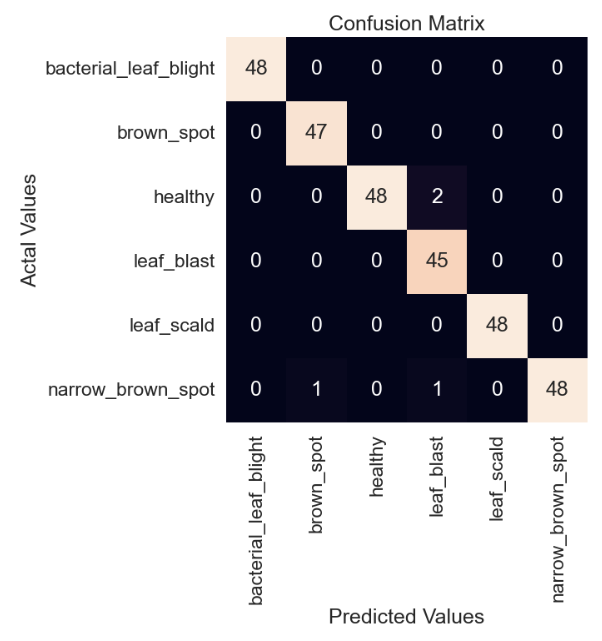 Confusion Matrix
Actal Values
bacterial_leaf_blight 48 0 0 0 0 0
brown_spot 0 47 0 0 0 0
healthy 0 0 48 2 0 0
leaf_blast 0 0 0 45 0 0
leaf_scald 0 0 0 0 48 0
narrow_brown_spot 0 1 0 1 0 48
bacterial_leaf_blight
brown_spot
healthy
leaf_blast
leaf_scald
narrow_brown_spot
Predicted Values